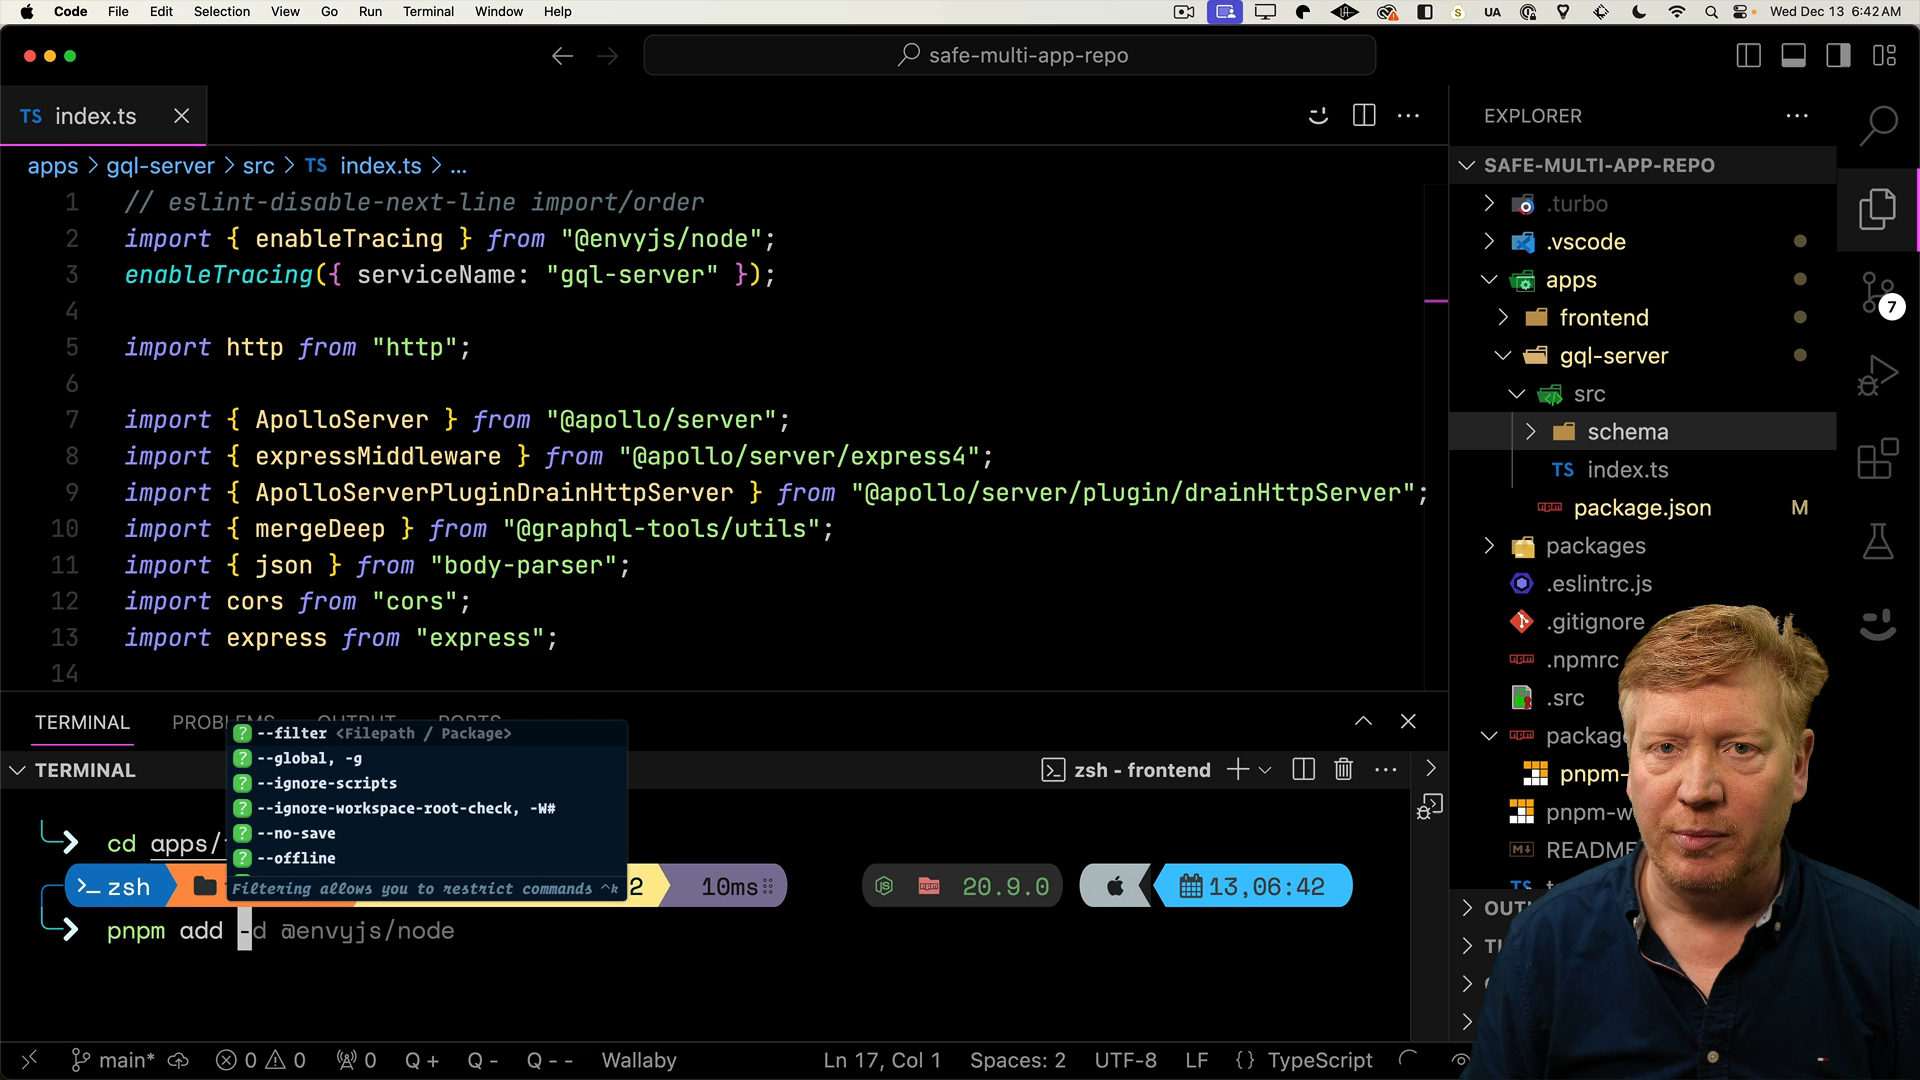 Code File Edit Selection View Go Run Terminal Window Help
S UA Wed Dec 13 6:42 AM
safe-multi-app-repo
TS index.ts
apps > gql-server > src > TS index.ts > ...
1 // eslint-disable-next-line import/order
2 import { enableTracing } from "@envyjs/node";
3 enableTracing({ serviceName: "gql-server" });
4
5 import http from "http";
6
7 import { ApolloServer } from "@apollo/server";
8 import { expressMiddleware } from "@apollo/server/express4";
9 import { ApolloServerPluginDrainHttpServer } from "@apollo/server/plugin/drainHttpServer";
10 import { mergeDeep } from "@graphql-tools/utils";
11 import { json } from "body-parser";
12 import cors from "cors";
13 import express from "express";
14
EXPLORER
SAFE-MULTI-APP-REPO
.turbo
.vscode
apps
frontend
gql-server
src
schema
TS index.ts
package.json M
packages
.eslintrc.js
.gitignore
.npmrc
.src
packag
pnpm-
pnpm-w
README
OUT
7
TERMINAL PROBLEMS OUTPUT PORTS
--filter <Filepath / Package>
--global, -g
--ignore-scripts
--ignore-workspace-root-check, -W#
--no-save
--offline
Filtering allows you to restrict commands ^k
TERMINAL
zsh - frontend
cd apps/
zsh 2 10ms 20.9.0 13,06:42
pnpm add -d @envyjs/node
main* 0 0 0 Q + Q - Q - - Wallaby
Ln 17, Col 1 Spaces: 2 UTF-8 LF {} TypeScript